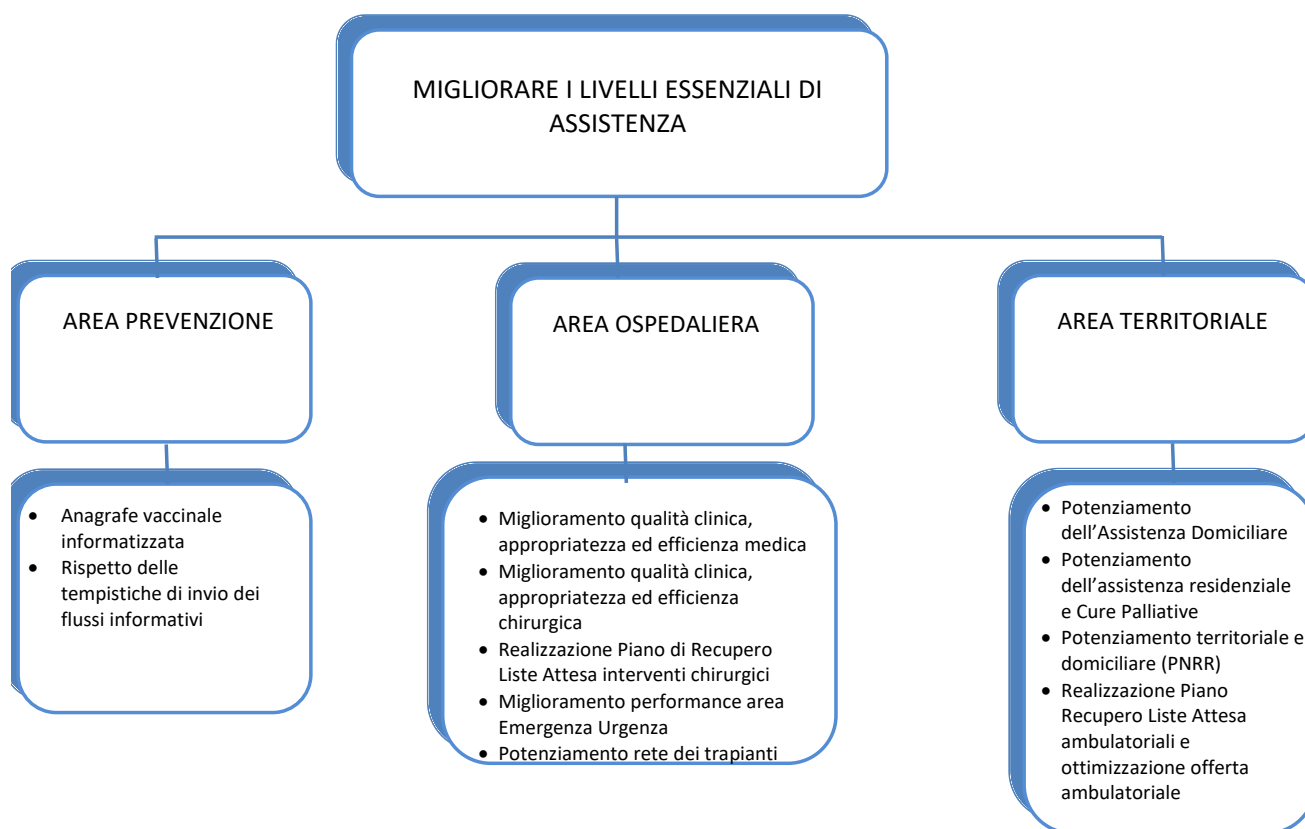 MIGLIORARE I LIVELLI ESSENZIALI DI
ASSISTENZA
AREA PREVENZIONE
AREA OSPEDALIERA
AREA TERRITORIALE
• Anagrafe vaccinale
informatizzata
• Rispetto delle
tempistiche di invio dei
flussi informativi
• Miglioramento qualità clinica,
appropriatezza ed efficienza medica
• Miglioramento qualità clinica,
appropriatezza ed efficienza
chirurgica
• Realizzazione Piano di Recupero
Liste Attesa interventi chirurgici
• Miglioramento performance area
Emergenza Urgenza
• Potenziamento rete dei trapianti
• Potenziamento
dell’Assistenza Domiciliare
• Potenziamento
dell’assistenza residenziale
e Cure Palliative
• Potenziamento territoriale e
domiciliare (PNRR)
• Realizzazione Piano
Recupero Liste Attesa
ambulatoriali e
ottimizzazione offerta
ambulatoriale